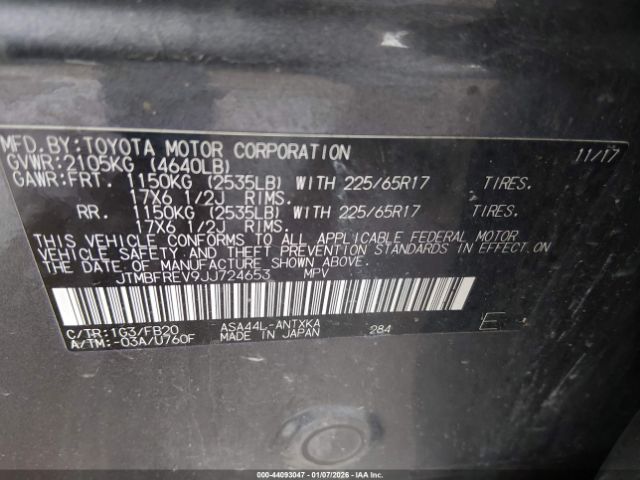 MFD.BY:TOYOTA MOTOR CORPORATION 11/17
GVWR:2105KG (4640LB)
GAWR:FRT. 1150KG (2535LB) WITH 225/65R17 TIRES.
17X6 1/2J RIMS.
RR. 1150KG (2535LB) WITH 225/65R17 TIRES.
17X6 1/2J RIMS.
THIS VEHICLE CONFORMS TO ALL APPLICABLE FEDERAL MOTOR
VEHICLE SAFETY AND THEFT PREVENTION STANDARDS IN EFFECT ON
THE DATE OF MANUFACTURE SHOWN ABOVE.
JTMBFREV9JJ724653 MPV
C/TR:1G3/FB20 ASA44L-ANTXKA 284 E
A/TM:-03A/U760F MADE IN JAPAN
000-44093047 | 01/07/2026 | IAAI.COM